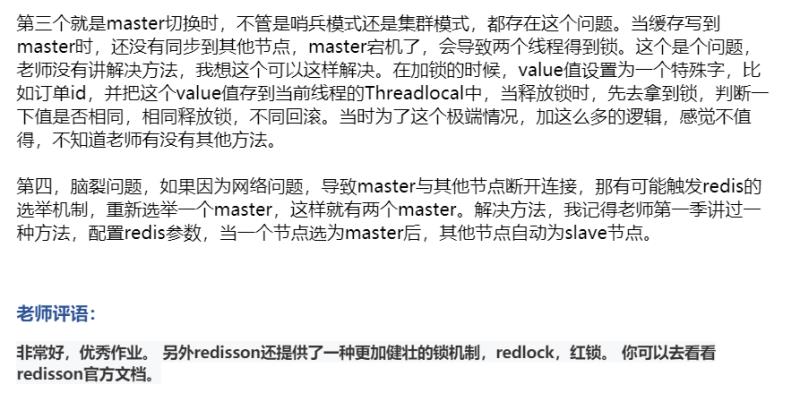 第三个就是master切换时，不管是哨兵模式还是集群模式，都存在这个问题。当缓存写到
master时，还没有同步到其他节点，master宕机了，会导致两个线程得到锁。这个是个问题，
老师没有讲解决方法，我想这个可以这样解决。在加锁的时候，value值设置为一个特殊字，比
如订单id，并把这个value值存到当前线程的Threadlocal中，当释放锁时，先去拿到锁，判断一
下值是否相同，相同释放锁，不同回滚。当时为了这个极端情况，加这么多的逻辑，感觉不值
得，不知道老师有没有其他方法。
第四，脑裂问题，如果因为网络问题，导致master与其他节点断开连接，那有可能触发redis的
选举机制，重新选举一个master，这样就有两个master。解决方法，我记得老师第一季讲过一
种方法，配置redis参数，当一个节点选为master后，其他节点自动为slave节点。
老师评语：
非常好，优秀作业。 另外redisson还提供了一种更加健壮的锁机制，redlock，红锁。 你可以去看看
redisson官方文档。